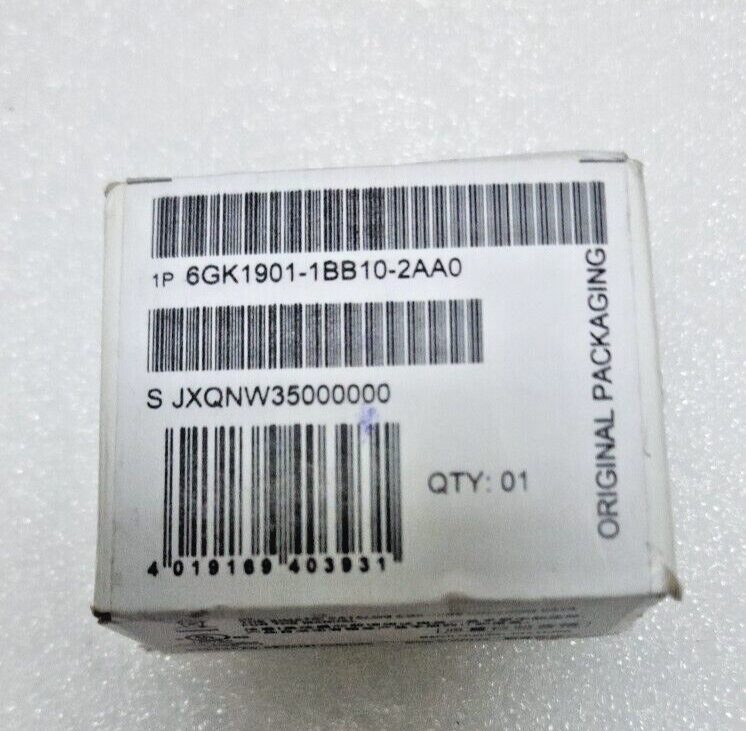 1P 6GK1901-1BB10-2AA0
S JXQNW35000000
QTY: 01
4 019169 403931
ORIGINAL PACKAGING